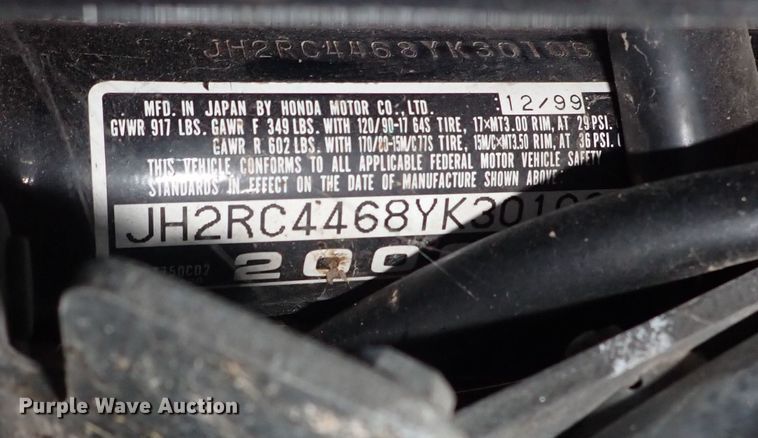 JH2RC4468YK30106
MFD. IN JAPAN BY HONDA MOTOR CO., LTD. 12/99
GVWR 917 LBS. GAWR F 349 LBS. WITH 120/90-17 64S TIRE, 17×MT3.00 RIM, AT 29 PSI.
GAWR R 602 LBS. WITH 170/80-15M/C77S TIRE, 15M/C×MT3.50 RIM, AT 36 PSI.
THIS VEHICLE CONFORMS TO ALL APPLICABLE FEDERAL MOTOR VEHICLE SAFETY
STANDARDS IN EFFECT ON THE DATE OF MANUFACTURE SHOWN ABOVE.
JH2RC4468YK3010
200
Purple Wave Auction